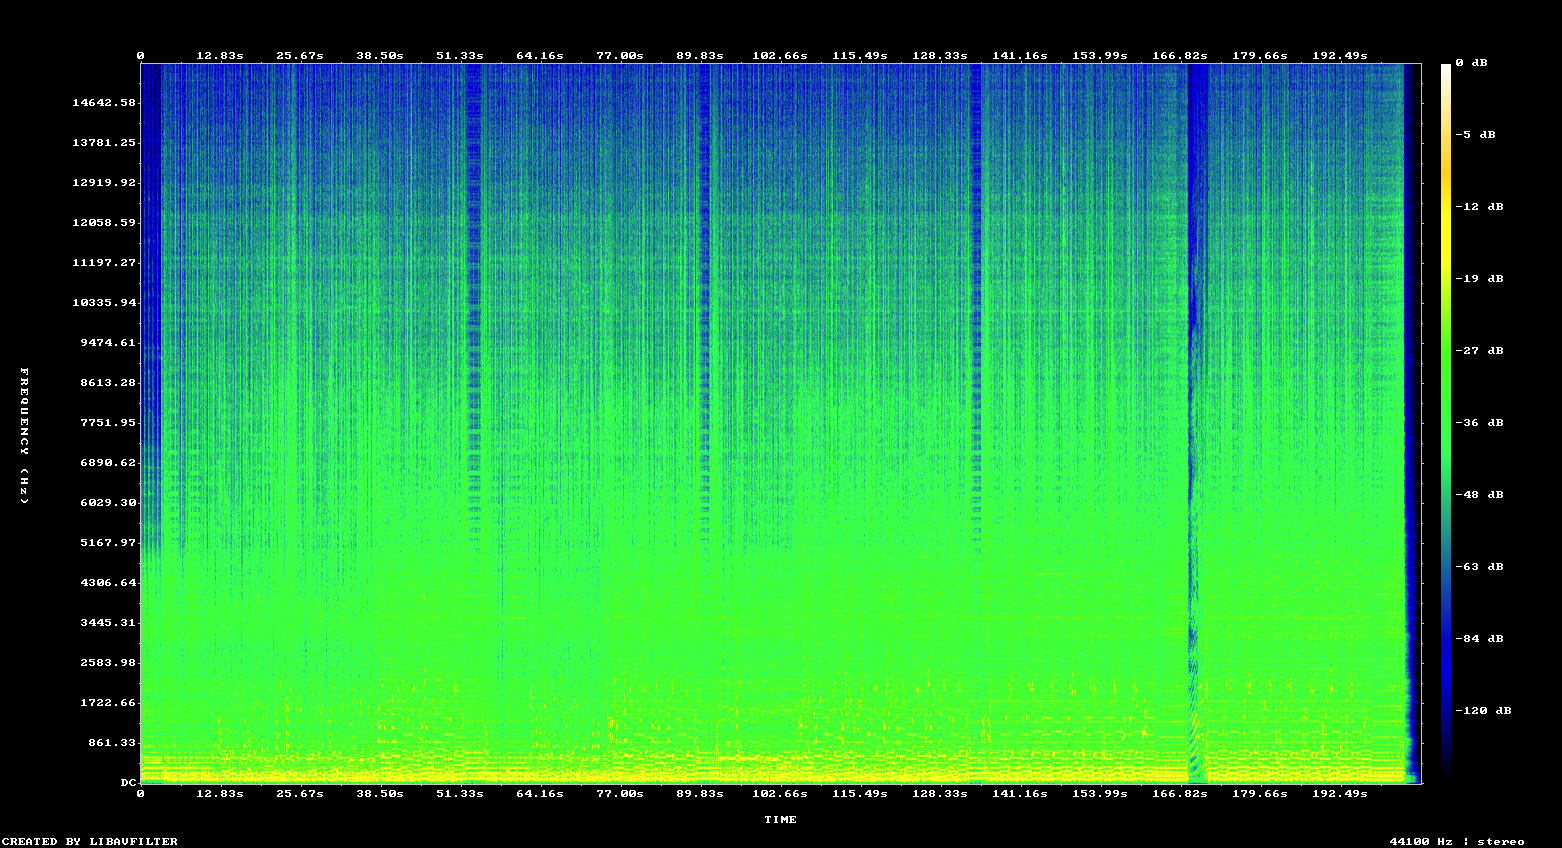 0 12.83s 25.67s 38.50s 51.33s 64.16s 77.00s 89.83s 102.66s 115.49s 128.33s 141.16s 153.99s 166.82s 179.66s 192.49s
0 dB
14642.58
-5 dB
13781.25
12919.92
-12 dB
12058.59
11197.27
-19 dB
10335.94
9474.61
-27 dB
8613.28
7751.95
-36 dB
6890.62
-48 dB
6029.30
5167.97
-63 dB
4306.64
3445.31
-84 dB
2583.98
1722.66
-120 dB
861.33
DC
FREQUENCY (Hz)
0 12.83s 25.67s 38.50s 51.33s 64.16s 77.00s 89.83s 102.66s 115.49s 128.33s 141.16s 153.99s 166.82s 179.66s 192.49s
TIME
CREATED BY LIBAVFILTER
44100 Hz | stereo